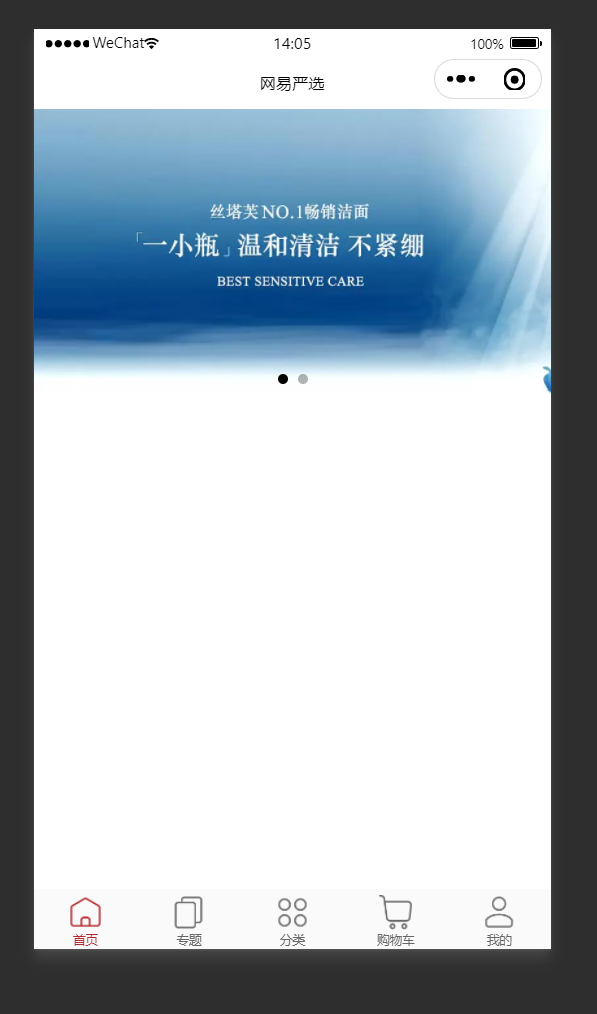 WeChat 14:05 100%
网易严选
丝塔芙NO.1畅销洁面
「一小瓶」温和清洁 不紧绷
BEST SENSITIVE CARE
首页 专题 分类 购物车 我的